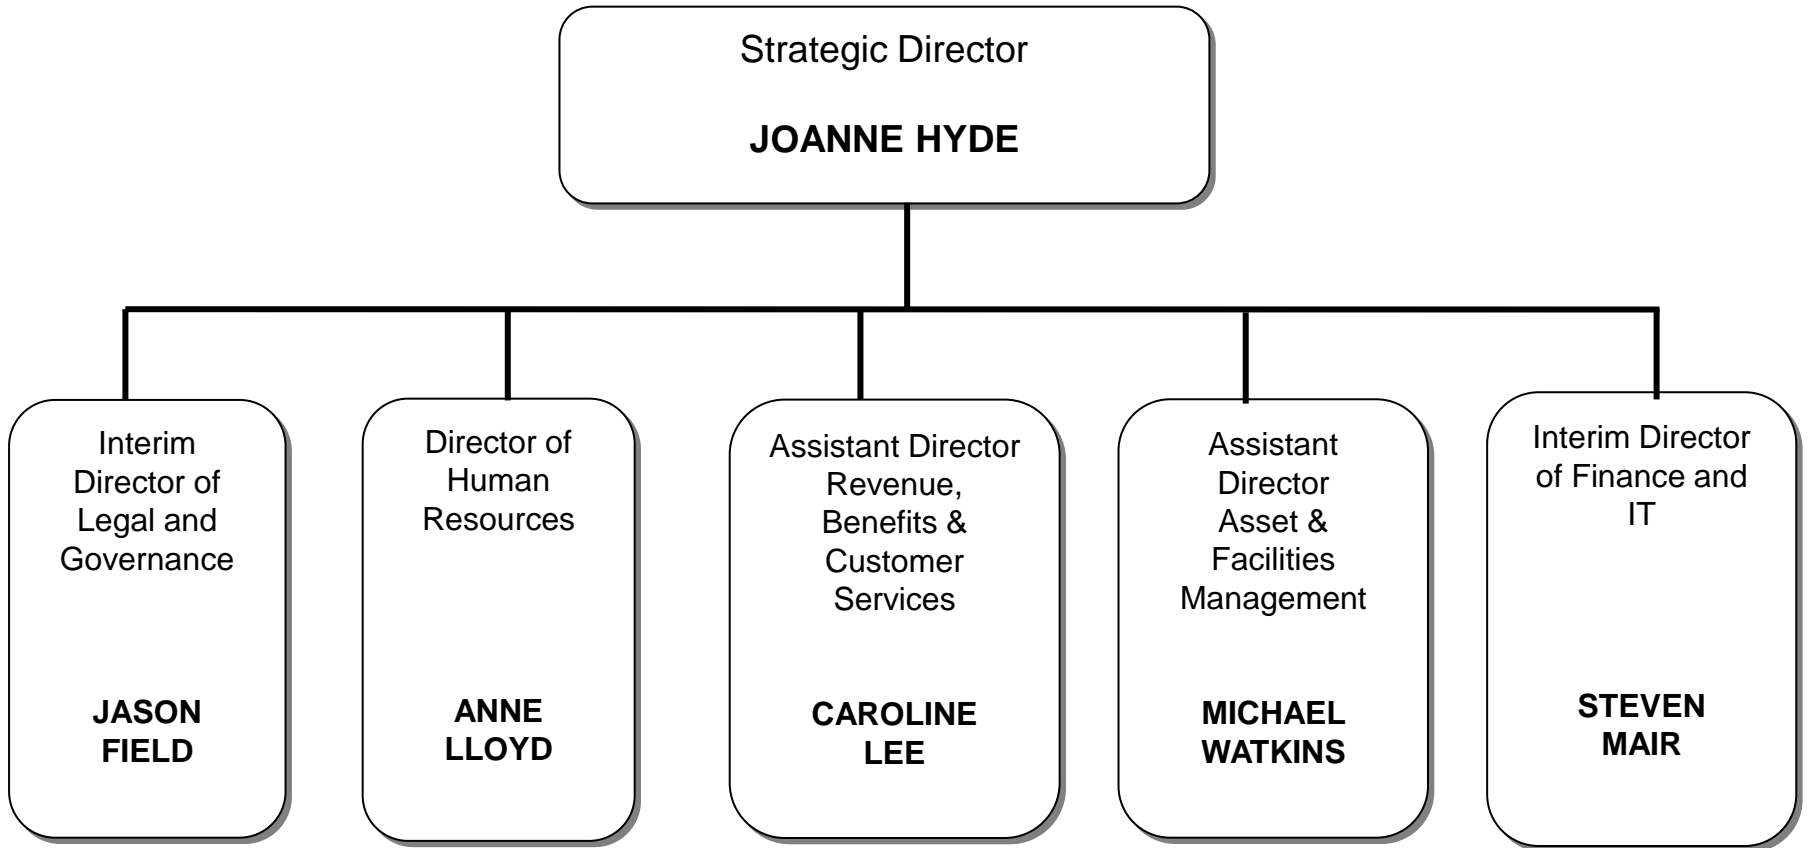 Strategic Director
JOANNE HYDE
Interim
Director of
Legal and
Governance
JASON
FIELD
Director of
Human
Resources
ANNE
LLOYD
Assistant Director
Revenue,
Benefits &
Customer
Services
CAROLINE
LEE
Assistant
Director
Asset &
Facilities
Management
MICHAEL
WATKINS
Interim Director
of Finance and
IT
STEVEN
MAIR